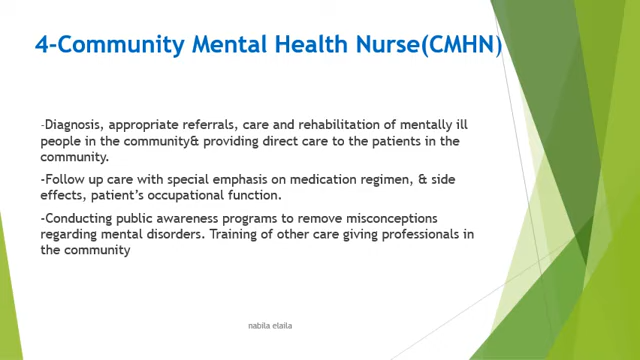 4-Community Mental Health Nurse(CMHN)
-Diagnosis, appropriate referrals, care and rehabilitation of mentally ill
people in the community& providing direct care to the patients in the
community.
-Follow up care with special emphasis on medication regimen, & side
effects, patient's occupational function.
-Conducting public awareness programs to remove misconceptions
regarding mental disorders. Training of other care giving professionals in
the community
nabila elaila